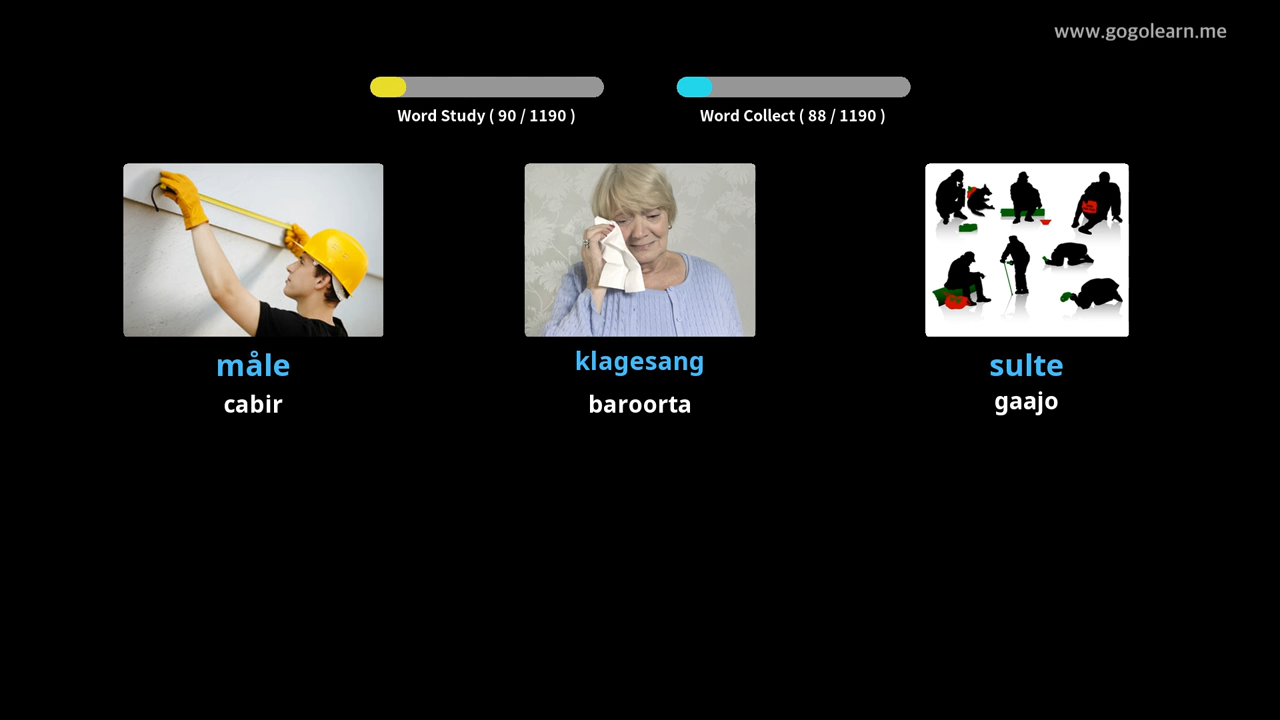 www.gogolearn.me
Word Study ( 90 / 1190 )
Word Collect ( 88 / 1190 )
måle
klagesang
sulte
cabir
baroorta
gaajo